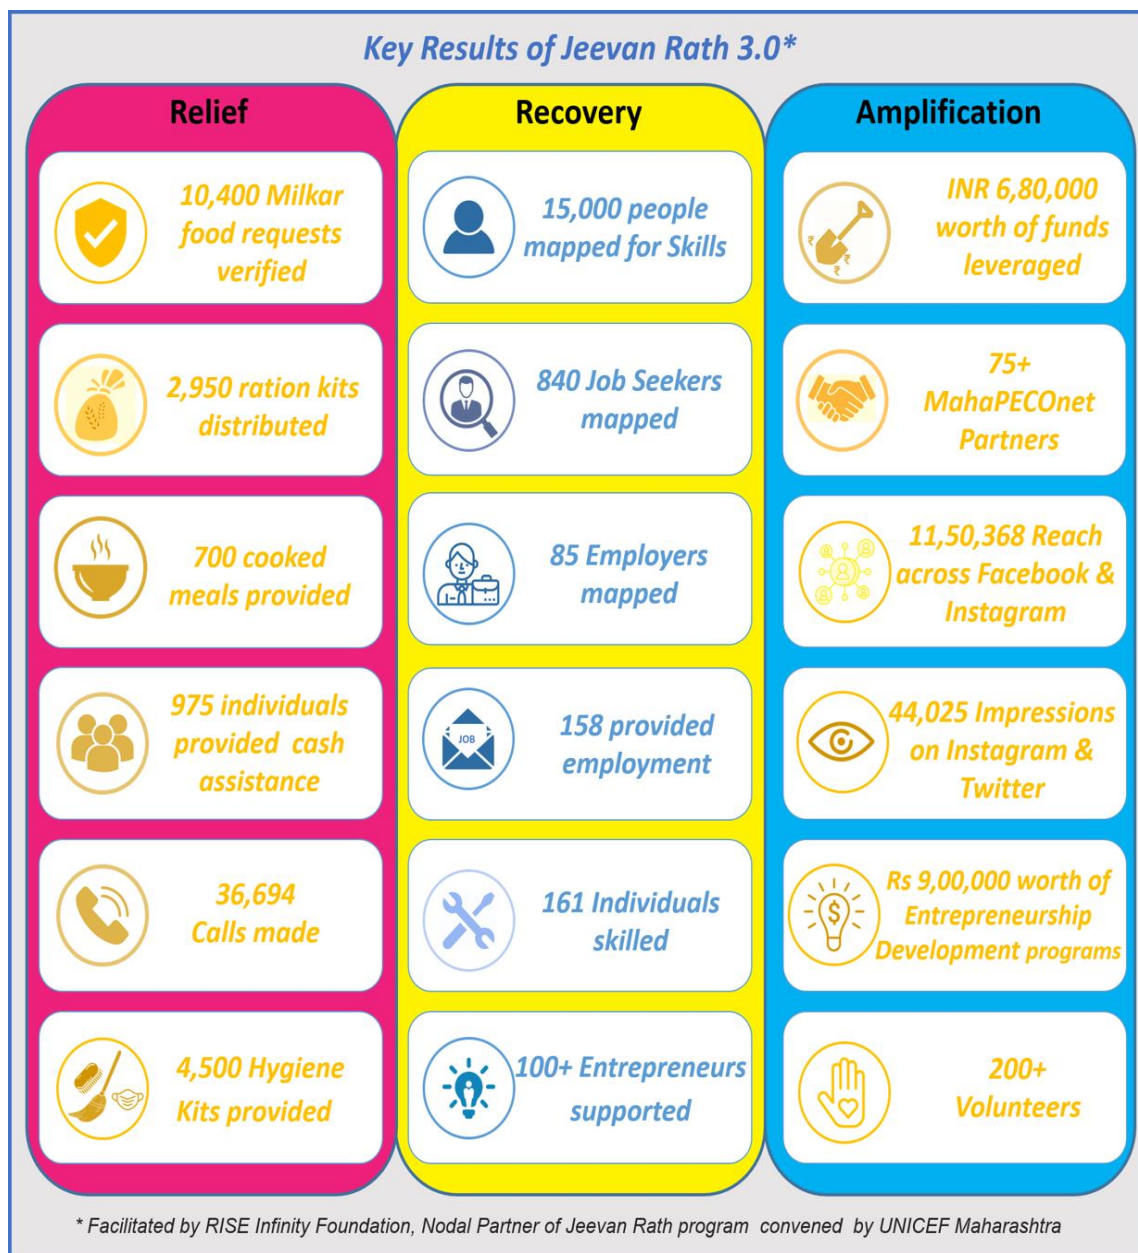 Key Results of Jeevan Rath 3.0*
Relief
10,400 Milkar
food requests
verified
2,950 ration kits
distributed
700 cooked
meals provided
975 individuals
provided cash
assistance
36,694
Calls made
4,500 Hygiene
Kits provided
Recovery
15,000 people
mapped for Skills
840 Job Seekers
mapped
85 Employers
mapped
JOB
158 provided
employment
161 Individuals
skilled
100+ Entrepreneurs
supported
Amplification
INR 6,80,000
worth of funds
leveraged
₹ ₹
₹
75+
MahaPECOnet
Partners
11,50,368 Reach
across Facebook &
Instagram
44,025 Impressions
on Instagram &
Twitter
$
Rs 9,00,000 worth of
Entrepreneurship
Development programs
200+
Volunteers
* Facilitated by RISE Infinity Foundation, Nodal Partner of Jeevan Rath program convened by UNICEF Maharashtra